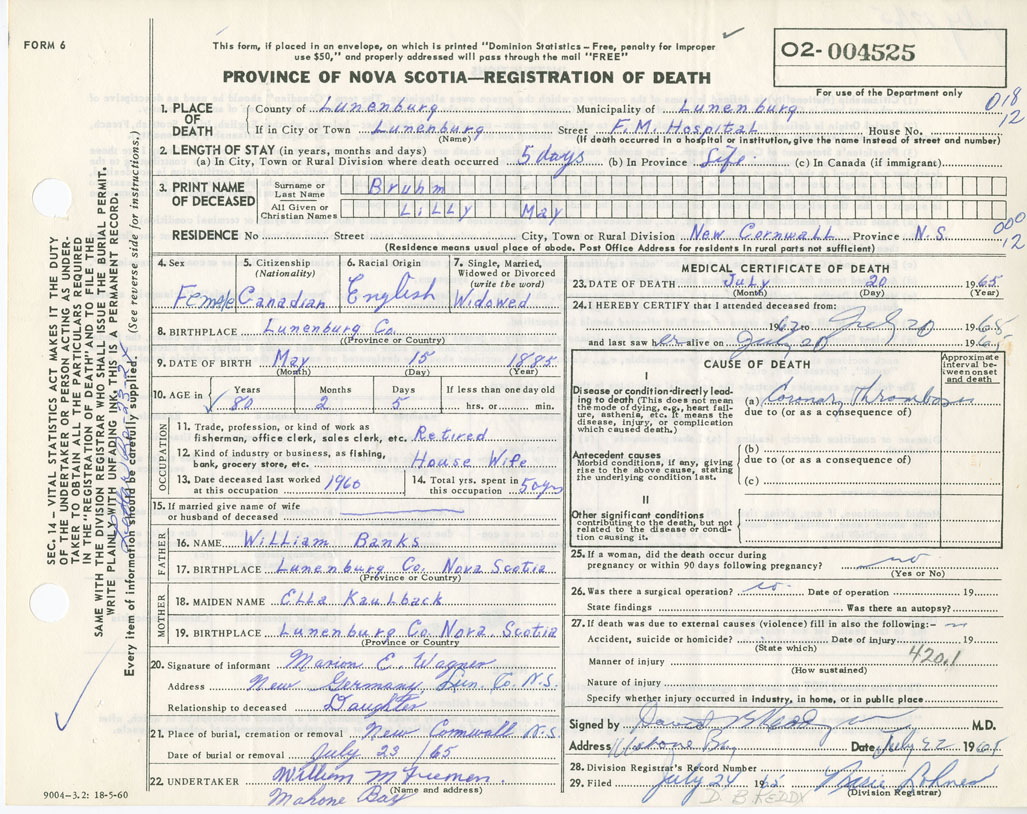 FORM 6
This form, if placed in an envelope, on which is printed "Dominion Statistics – Free, penalty for improper
use $50," and properly addressed will pass through the mail "FREE"
O2-004525
PROVINCE OF NOVA SCOTIA—REGISTRATION OF DEATH
For use of the Department only
018
12
1. PLACE OF DEATH
County of Lunenburg Municipality of Lunenburg
If in City or Town Lunenburg Street F.M. Hospital House No.
(Name) (If death occurred in a hospital or institution, give the name instead of street and number)
2. LENGTH OF STAY (in years, months and days)
(a) In City, Town or Rural Division where death occurred 5 days (b) In Province Life (c) In Canada (if immigrant)
3. PRINT NAME OF DECEASED
Surname or Last Name Bruhm
All Given or Christian Names Lilly May
000
12
RESIDENCE No Street City, Town or Rural Division New Cornwall Province N.S.
(Residence means usual place of abode. Post Office Address for residents in rural parts not sufficient)
4. Sex Female
5. Citizenship (Nationality) Canadian
6. Racial Origin English
7. Single, Married, Widowed or Divorced (write the word) Widowed
8. BIRTHPLACE Lunenburg Co.
(Province or Country)
9. DATE OF BIRTH May 15 1885
(Month) (Day) (Year)
10. AGE in Years Months Days If less than one day old
80 2 5 hrs. or min.
OCCUPATION
11. Trade, profession, or kind of work as
fisherman, office clerk, sales clerk, etc. Retired
12. Kind of industry or business, as fishing,
bank, grocery store, etc. House Wife
13. Date deceased last worked at this occupation 1960
14. Total yrs. spent in this occupation 50 yrs
15. If married give name of wife
or husband of deceased
FATHER
16. NAME William Banks
17. BIRTHPLACE Lunenburg Co. Nova Scotia
(Province or Country)
MOTHER
18. MAIDEN NAME Ella Kaulback
19. BIRTHPLACE Lunenburg Co. Nova Scotia
(Province or Country)
20. Signature of informant Marion E. Wagner
Address New Germany, Lun. Co. N.S.
Relationship to deceased Daughter
21. Place of burial, cremation or removal New Cornwall N.S.
Date of burial or removal July 23 /65
22. UNDERTAKER William M
(Name and address)
Mahone Bay
MEDICAL CERTIFICATE OF DEATH
23. DATE OF DEATH July 20 1965
(Month) (Day) (Year)
24. I HEREBY CERTIFY that I attended deceased from:
to July 20 1965
and last saw her alive on July 20 1965
CAUSE OF DEATH
Approximate interval between onset and death
I
Disease or condition directly leading
to death (This does not mean
the mode of dying, e.g., heart failure,
asthenia, etc. It means the
disease, injury, or complication
which caused death.)
(a) Coronary Thrombosis
due to (or as a consequence of)
Antecedent causes
Morbid conditions, if any, giving
rise to the above cause, stating
the underlying condition last.
(b)
due to (or as a consequence of)
(c)
II
Other significant conditions
contributing to the death, but not
related to the disease or condition
causing it.
25. If a woman, did the death occur during
pregnancy or within 90 days following pregnancy? no
(Yes or No)
26. Was there a surgical operation? no Date of operation 19
State findings Was there an autopsy?
27. If death was due to external causes (violence) fill in also the following:-
Accident, suicide or homicide? Date of injury 19
(State which)
420.1
Manner of injury
(How sustained)
Nature of injury
Specify whether injury occurred in industry, in home, or in public place
Signed by David M.D.
Address Mahone Bay Date July 22 1965
28. Division Registrar's Record Number
29. Filed July 24 1965
(Division Registrar)
D. B. KEDDY
9004-3.2: 18-5-60
SEC. 14 – VITAL STATISTICS ACT MAKES IT THE DUTY
OF THE UNDERTAKER OR PERSON ACTING AS UNDERTAKER
TO OBTAIN ALL THE PARTICULARS REQUIRED
IN THE "REGISTRATION OF DEATH" AND TO FILE THE
SAME WITH THE DIVISION REGISTRAR WHO SHALL ISSUE THE BURIAL PERMIT.
WRITE PLAINLY WITH UNFADING INK, THIS IS A PERMANENT RECORD.
Every item of information should be carefully supplied. (See reverse side for instructions.)